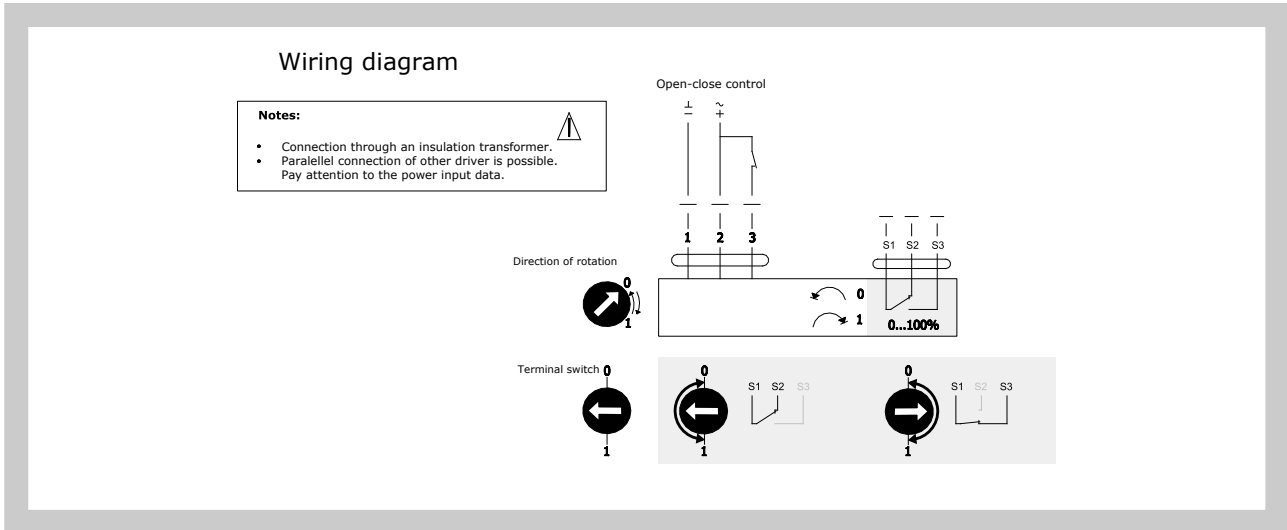 Wiring diagram
Open-close control
Notes:
• Connection through an insulation transformer.
• Paralellel connection of other driver is possible.
Pay attention to the power input data.
⊥ ~
− +
1 2 3
S1 S2 S3
Direction of rotation
0
1
0
1
0...100%
Terminal switch 0
1
0
1
S1 S2 S3
0
1
S1 S2 S3